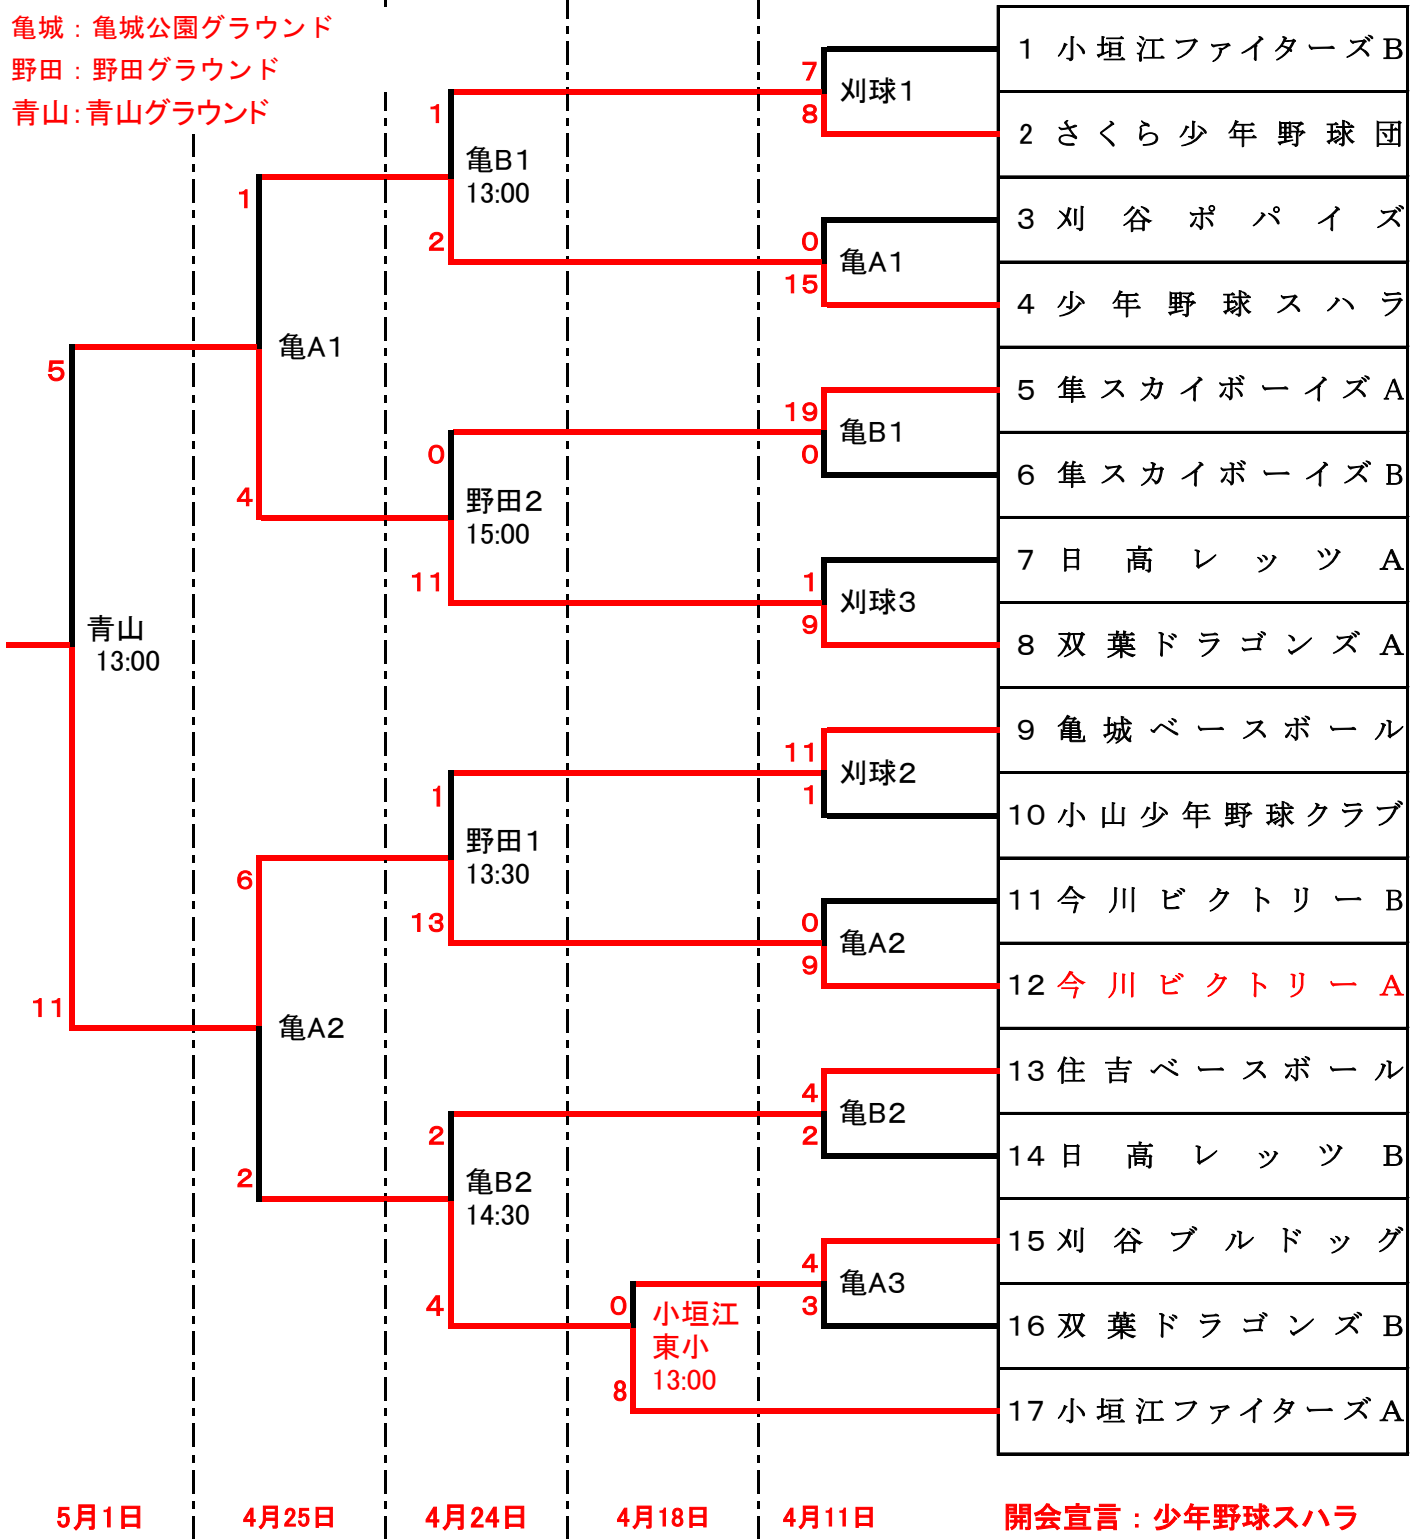 亀城：亀城公園グラウンド
野田：野田グラウンド
青山：青山グラウンド
1 小垣江ファイターズB
2 さくら少年野球団
3 刈谷ポパイズ
4 少年野球スハラ
5 隼スカイボーイズA
6 隼スカイボーイズB
7 日高レッツA
8 双葉ドラゴンズA
9 亀城ベースボール
10 小山少年野球クラブ
11 今川ビクトリーB
12 今川ビクトリーA
13 住吉ベースボール
14 日高レッツB
15 刈谷ブルドッグ
16 双葉ドラゴンズB
17 小垣江ファイターズA
7
刈球1
8
0
亀A1
15
19
亀B1
0
1
刈球3
9
11
刈球2
1
0
亀A2
9
4
亀B2
2
4
亀A3
3
0
小垣江
東小
13:00
8
1
亀B1
13:00
2
0
野田2
15:00
11
1
野田1
13:30
13
2
亀B2
14:30
4
1
亀A1
4
6
亀A2
2
5
青山
13:00
11
5月1日
4月25日
4月24日
4月18日
4月11日
開会宣言：少年野球スハラ